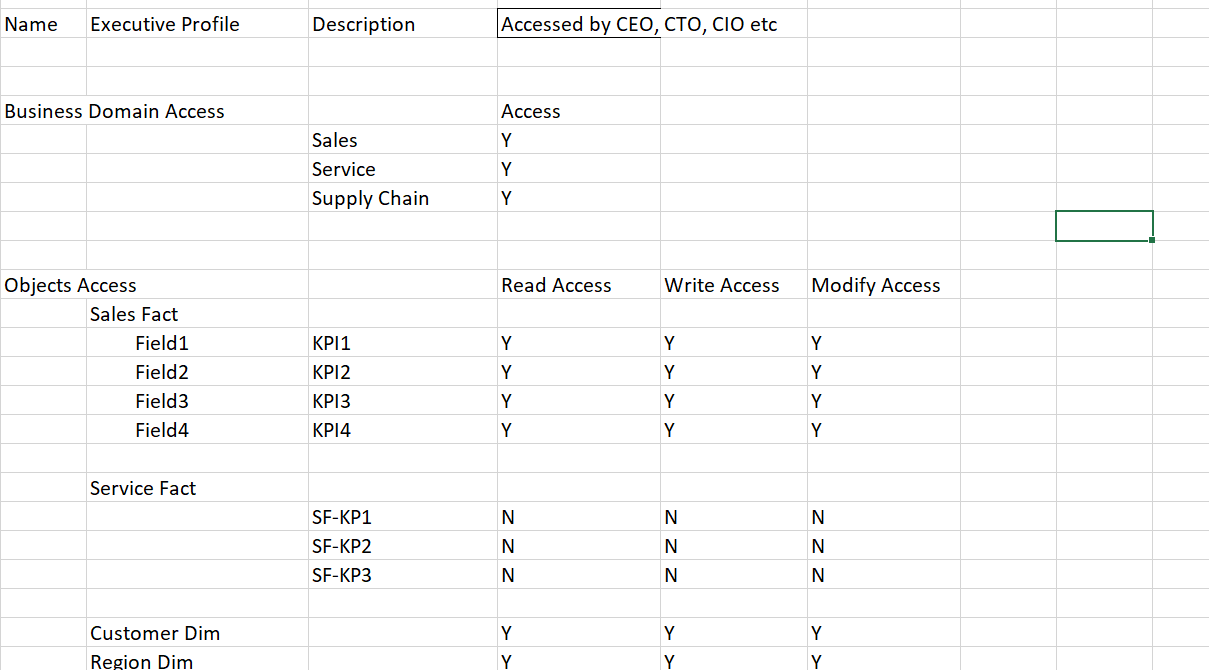 Name Executive Profile Description Accessed by CEO, CTO, CIO etc
Business Domain Access Access
Sales Y
Service Y
Supply Chain Y
Objects Access Read Access Write Access Modify Access
Sales Fact
Field1 KPI1 Y Y Y
Field2 KPI2 Y Y Y
Field3 KPI3 Y Y Y
Field4 KPI4 Y Y Y
Service Fact
SF-KP1 N N N
SF-KP2 N N N
SF-KP3 N N N
Customer Dim Y Y Y
Region Dim Y Y Y